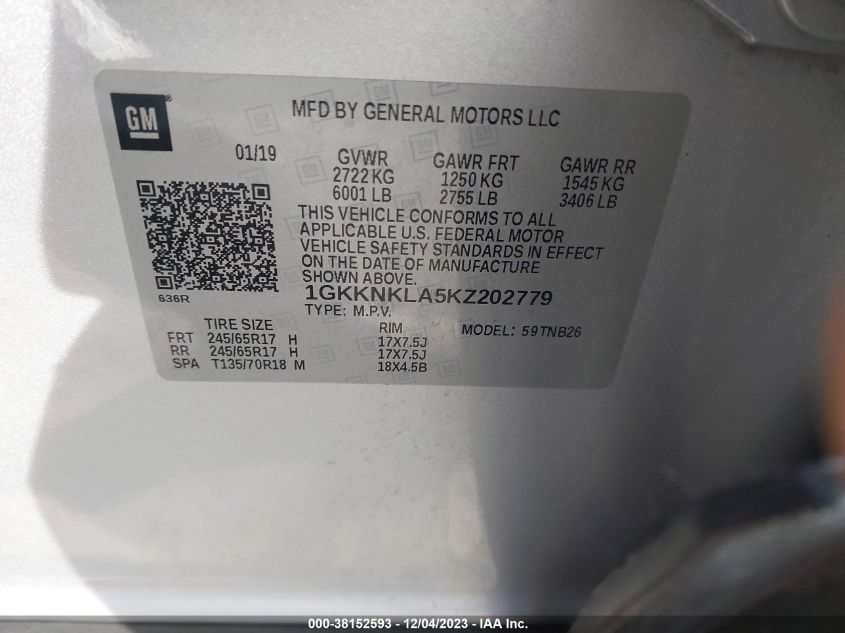 GM
MFD BY GENERAL MOTORS LLC
01/19
GVWR GAWR FRT GAWR RR
2722 KG 1250 KG 1545 KG
6001 LB 2755 LB 3406 LB
THIS VEHICLE CONFORMS TO ALL
APPLICABLE U.S. FEDERAL MOTOR
VEHICLE SAFETY STANDARDS IN EFFECT
ON THE DATE OF MANUFACTURE
SHOWN ABOVE.
636R
1GKKNKLA5KZ202779
TYPE: M.P.V.
TIRE SIZE RIM MODEL: 59TNB26
FRT 245/65R17 H 17X7.5J
RR 245/65R17 H 17X7.5J
SPA T135/70R18 M 18X4.5B
000-38152593 - 12/04/2023 - IAA Inc.